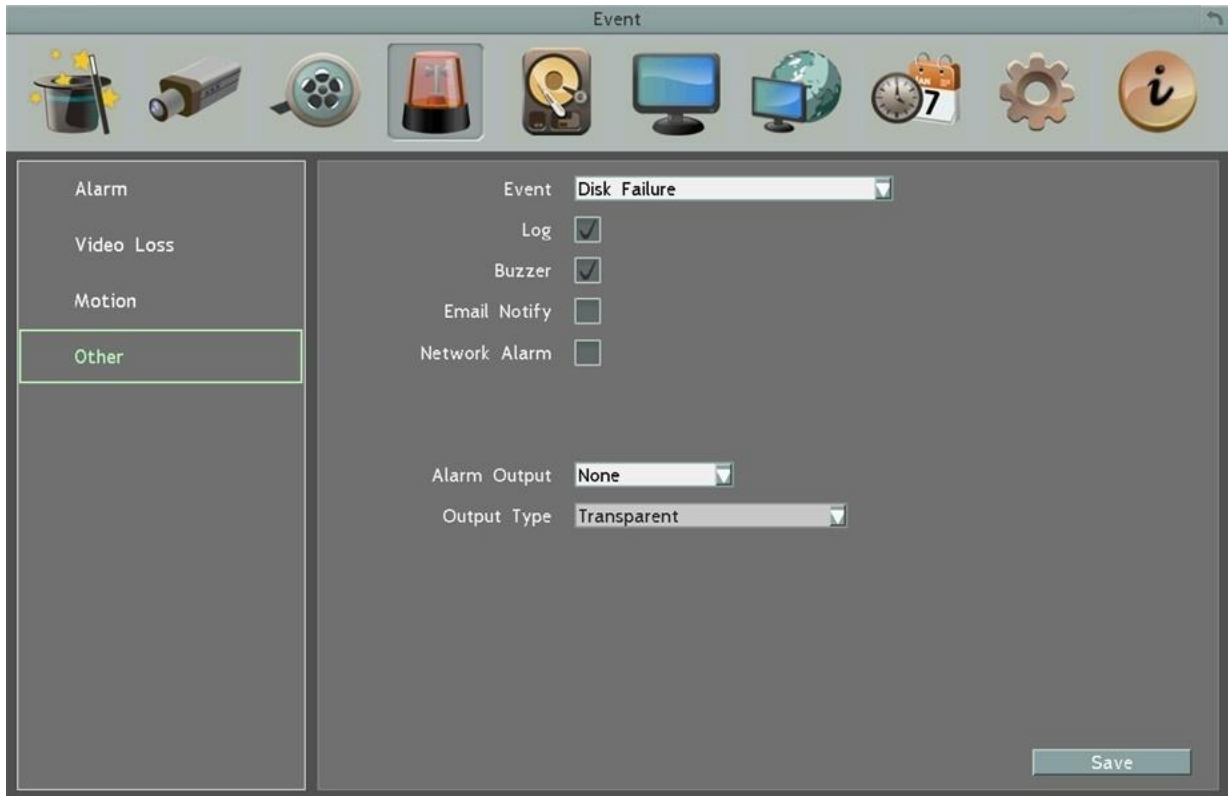 Event
7
i
Alarm
Video Loss
Motion
Other
Event Disk Failure
Log
Buzzer
Email Notify
Network Alarm
Alarm Output None
Output Type Transparent
Save